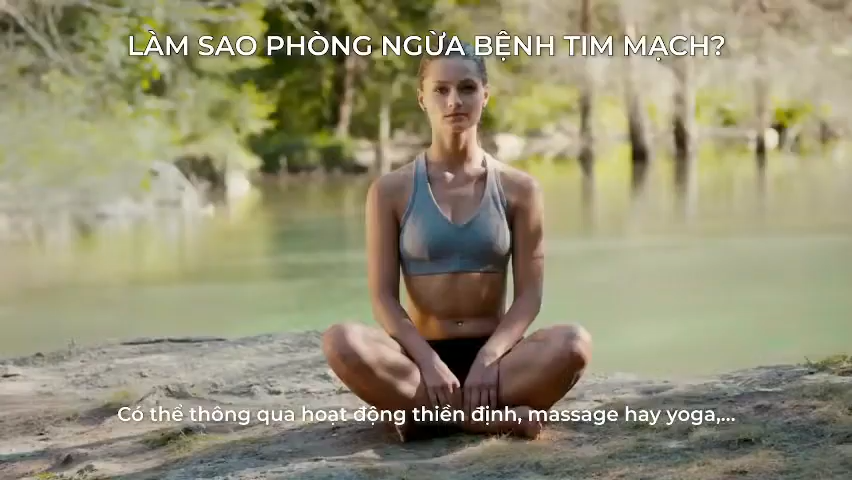 LÀM SAO PHÒNG NGỪA BỆNH TIM MẠCH?
Có thể thông qua hoạt động thiền định, massage hay yoga,...